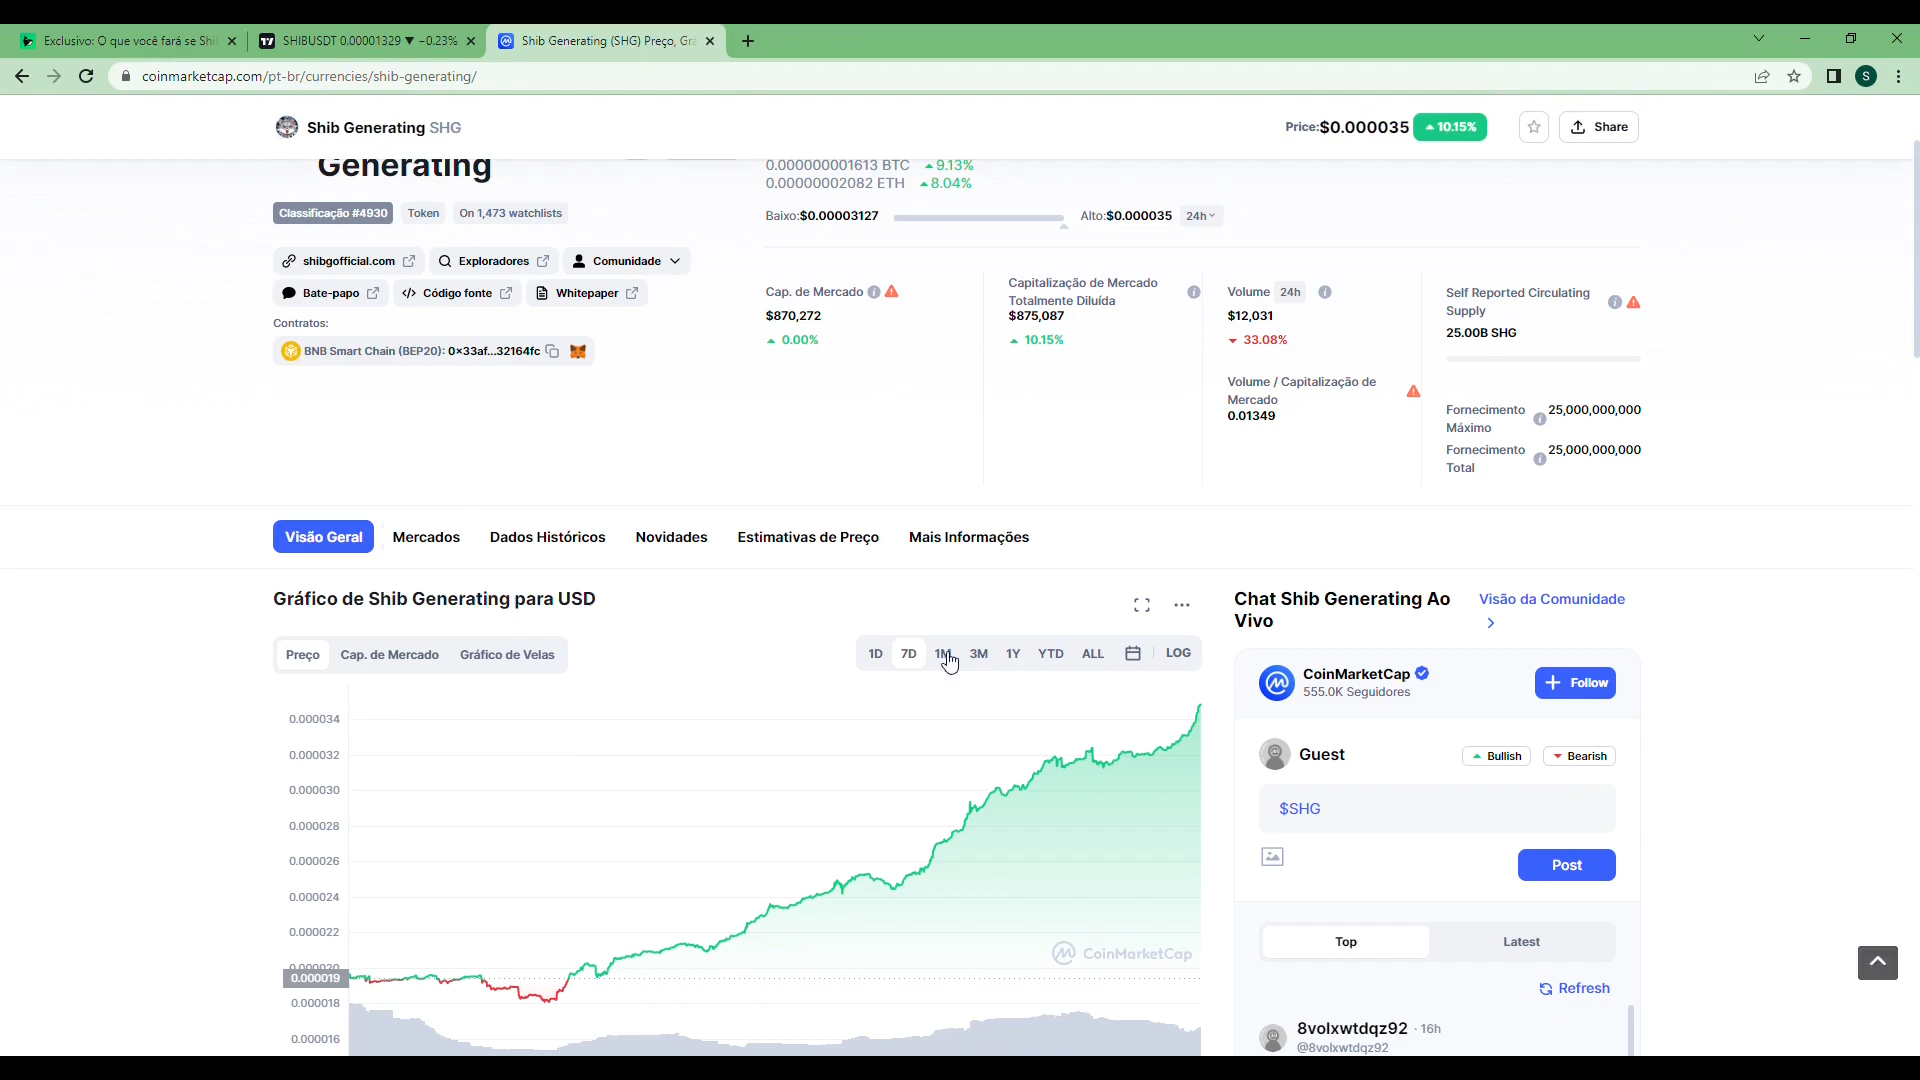 Exclusivo: O que você fará se Shi
SHIBUSDT 0.00001329 ▼ −0.23%
Shib Generating (SHG) Preço, Gra
coinmarketcap.com/pt-br/currencies/shib-generating/
S
Shib Generating SHG
Price:$0.000035
10.15%
Share
Generating
0.000000001613 BTC 9.13%
0.00000002082 ETH 8.04%
Classificação #4930
Token
On 1,473 watchlists
Baixo:$0.00003127
Alto:$0.000035
24h
shibgofficial.com
Exploradores
Comunidade
Bate-papo
Código fonte
Whitepaper
Contratos:
BNB Smart Chain (BEP20): 0x33af...32164fc
Cap. de Mercado
$870,272
0.00%
Capitalização de Mercado
Totalmente Diluída
$875,087
10.15%
Volume 24h
$12,031
33.08%
Volume / Capitalização de
Mercado
0.01349
Self Reported Circulating
Supply
25.00B SHG
Fornecimento
Máximo
25,000,000,000
Fornecimento
Total
25,000,000,000
Visão Geral
Mercados
Dados Históricos
Novidades
Estimativas de Preço
Mais Informações
Gráfico de Shib Generating para USD
Preço
Cap. de Mercado
Gráfico de Velas
1D
7D
1M
3M
1Y
YTD
ALL
LOG
0.000034
0.000032
0.000030
0.000028
0.000026
0.000024
0.000022
0.000020
0.000019
0.000018
0.000016
CoinMarketCap
Chat Shib Generating Ao
Vivo
Visão da Comunidade
CoinMarketCap
555.0K Seguidores
Follow
Guest
Bullish
Bearish
$SHG
Post
Top
Latest
Refresh
8volxwtdqz92 · 16h
@8volxwtdqz92